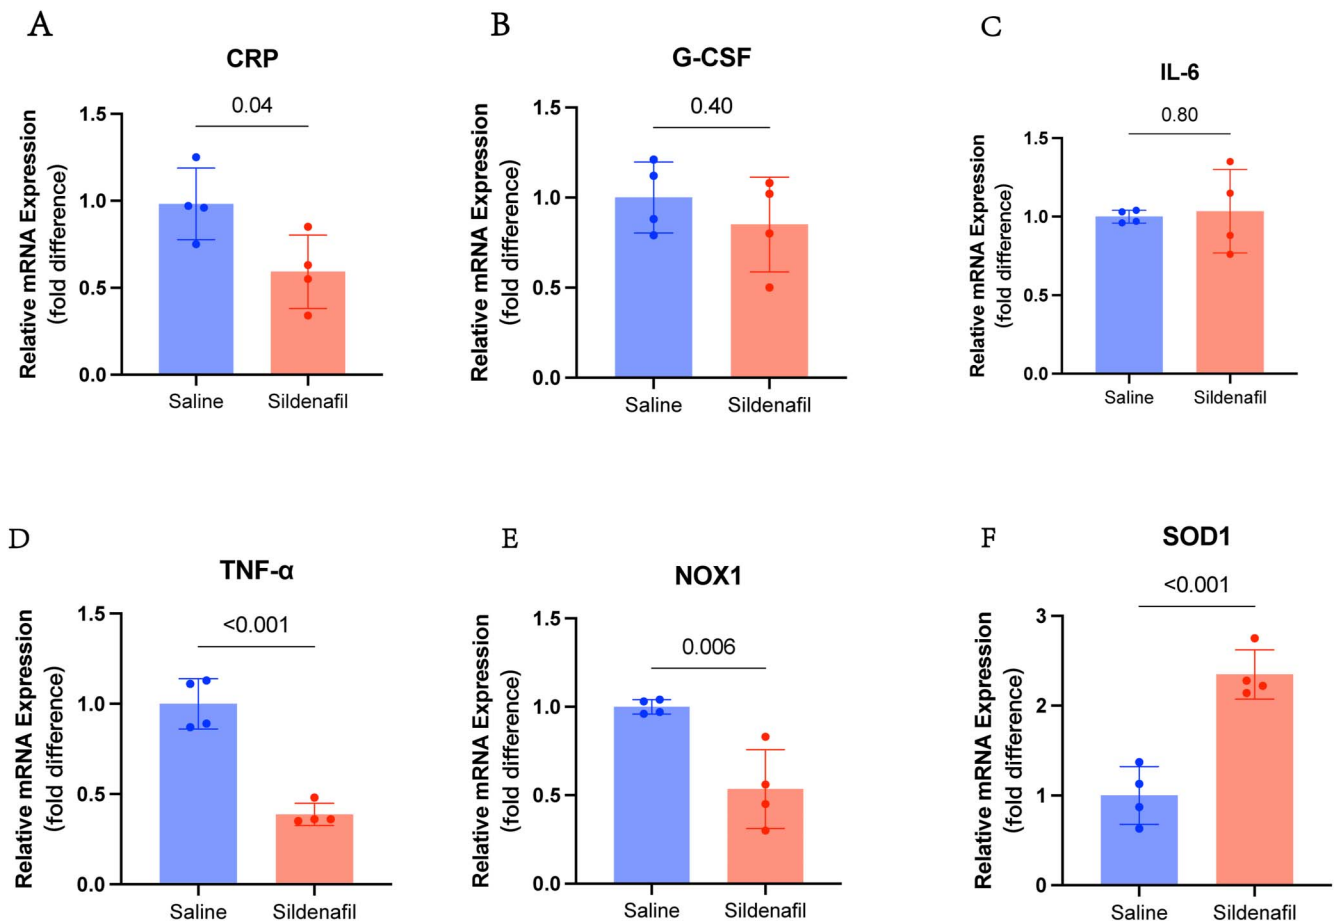 A
CRP
0.04
Relative mRNA Expression
(fold difference)
1.5
1.0
0.5
0.0
Saline
Sildenafil
B
G-CSF
0.40
Relative mRNA Expression
(fold difference)
1.5
1.0
0.5
0.0
Saline
Sildenafil
C
IL-6
0.80
Relative mRNA Expression
(fold difference)
1.5
1.0
0.5
0.0
Saline
Sildenafil
D
TNF-α
<0.001
Relative mRNA Expression
(fold difference)
1.5
1.0
0.5
0.0
Saline
Sildenafil
E
NOX1
0.006
Relative mRNA Expression
(fold difference)
1.5
1.0
0.5
0.0
Saline
Sildenafil
F
SOD1
<0.001
Relative mRNA Expression
(fold difference)
3
2
1
0
Saline
Sildenafil